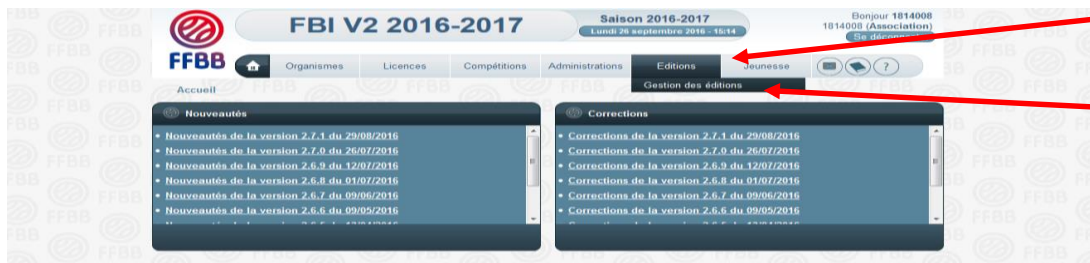 FBI V2 2016-2017
Saison 2016-2017
Lundi 26 septembre 2016 - 15:14
Bonjour 1814008
1814008 (Association)
Se déconnecter
FFBB
Organismes Licences Compétitions Administrations Editions Jeunesse ?
Accueil
Gestion des éditions
Nouveautés
• Nouveautés de la version 2.7.1 du 29/08/2016
• Nouveautés de la version 2.7.0 du 26/07/2016
• Nouveautés de la version 2.6.9 du 12/07/2016
• Nouveautés de la version 2.6.8 du 01/07/2016
• Nouveautés de la version 2.6.7 du 09/06/2016
• Nouveautés de la version 2.6.6 du 09/05/2016
Corrections
• Corrections de la version 2.7.1 du 29/08/2016
• Corrections de la version 2.7.0 du 26/07/2016
• Corrections de la version 2.6.9 du 12/07/2016
• Corrections de la version 2.6.8 du 01/07/2016
• Corrections de la version 2.6.7 du 09/06/2016
• Corrections de la version 2.6.6 du 09/05/2016